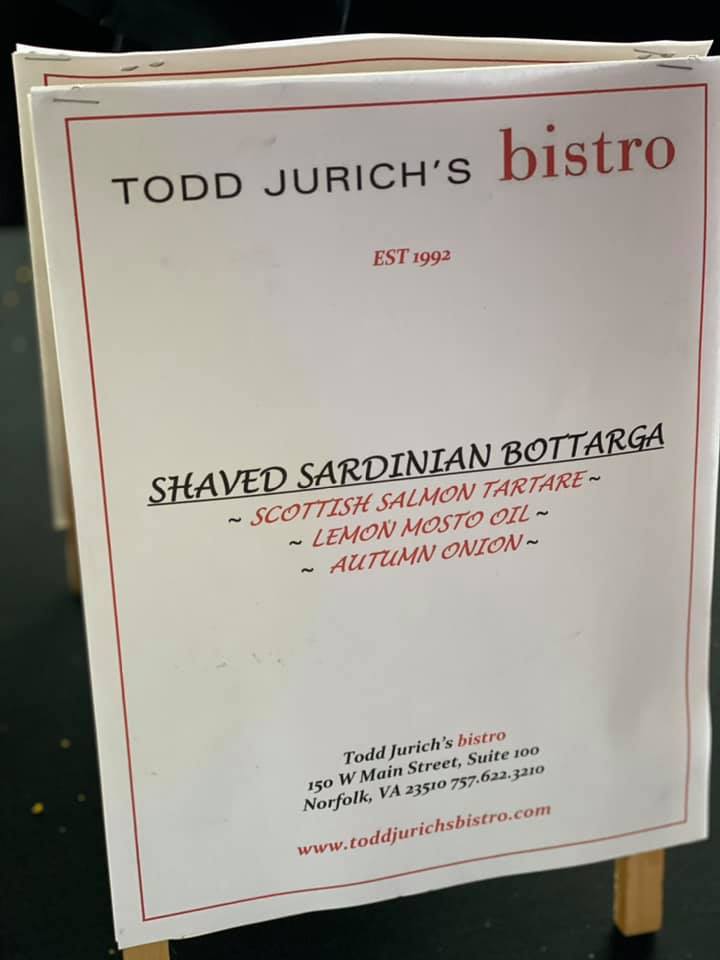 TODD JURICH'S bistro
EST 1992
SHAVED SARDINIAN BOTTARGA
~ SCOTTISH SALMON TARTARE ~
~ LEMON MOSTO OIL ~
~ AUTUMN ONION ~
Todd Jurich's bistro
150 W Main Street, Suite 100
Norfolk, VA 23510 757.622.3210
www.toddjurichsbistro.com